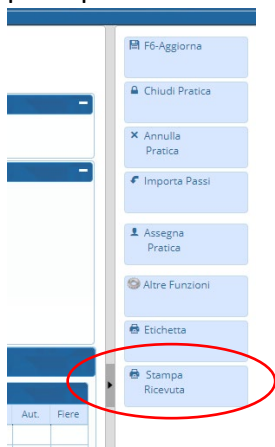 F6-Aggiorna
Chiudi Pratica
Annulla
Pratica
Importa Passi
Assegna
Pratica
Altre Funzioni
Etichetta
Stampa
Ricevuta
Aut. Fiere